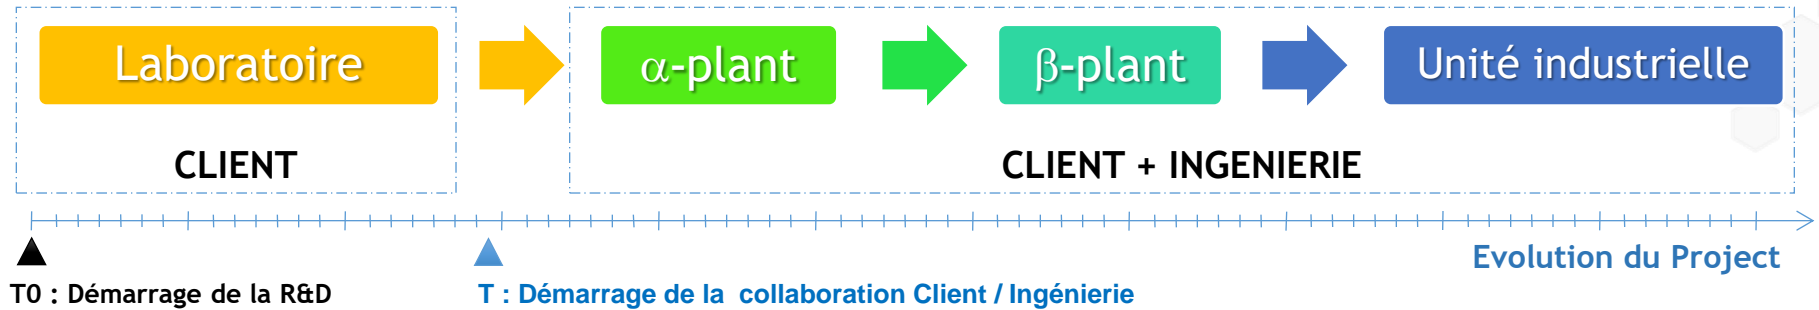 Laboratoire
α-plant
β-plant
Unité industrielle
CLIENT
CLIENT + INGENIERIE
Evolution du Project
T0 : Démarrage de la R&D
T : Démarrage de la collaboration Client / Ingénierie